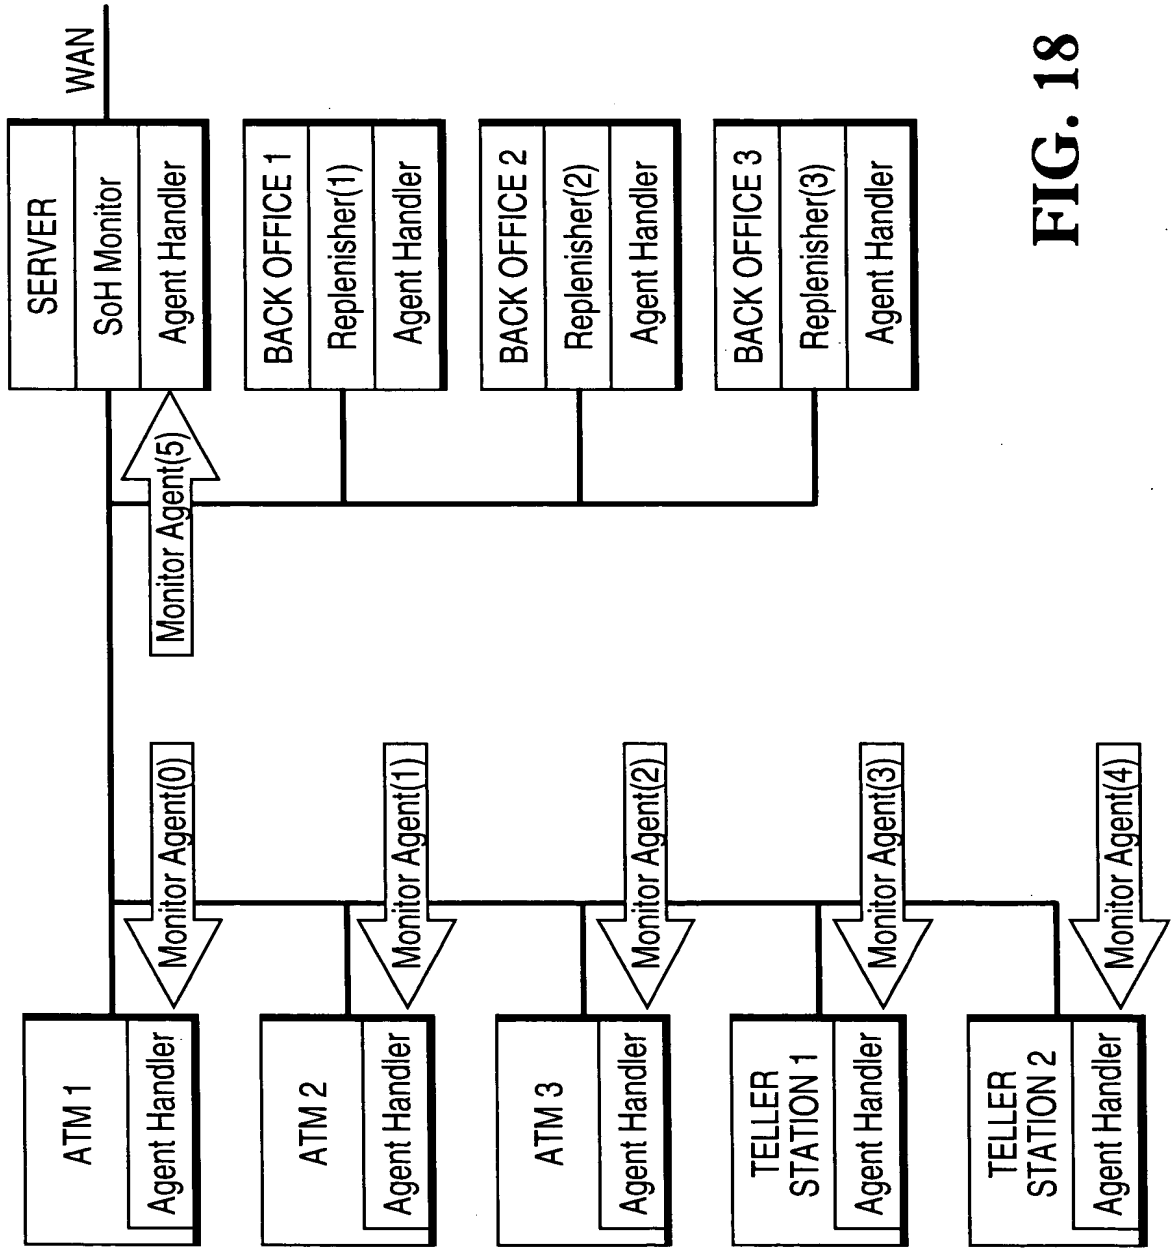 ATM 1
Agent Handler
Monitor Agent(0)
Monitor Agent(5)
SERVER
SoH Monitor
Agent Handler
WAN
ATM 2
Agent Handler
Monitor Agent(1)
BACK OFFICE 1
Replenisher(1)
Agent Handler
ATM 3
Agent Handler
Monitor Agent(2)
BACK OFFICE 2
Replenisher(2)
Agent Handler
TELLER
STATION 1
Agent Handler
Monitor Agent(3)
BACK OFFICE 3
Replenisher(3)
Agent Handler
TELLER
STATION 2
Agent Handler
Monitor Agent(4)
FIG. 18